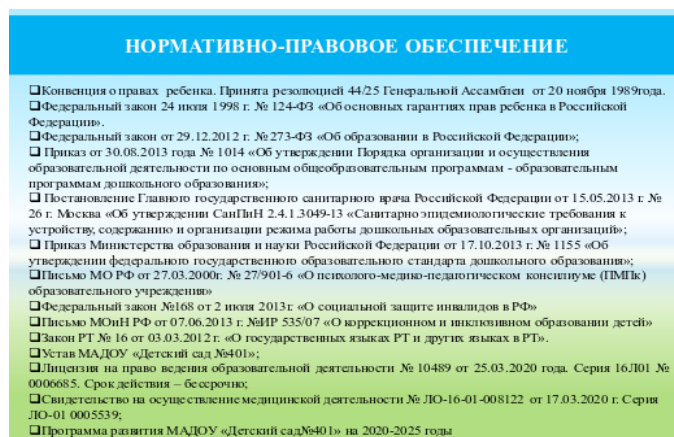 НОРМАТИВНО-ПРАВОВОЕ ОБЕСПЕЧЕНИЕ
❑Конвенция о правах ребенка. Принята резолюцией 44/25 Генеральной Ассамблеи от 20 ноября 1989года.
❑Федеральный закон 24 июля 1998 г. № 124-ФЗ «Об основных гарантиях прав ребенка в Российской
Федерации».
❑Федеральный закон от 29.12.2012 г. № 273-ФЗ «Об образовании в Российской Федерации»;
❑ Приказ от 30.08.2013 года № 1014 «Об утверждении Порядка организации и осуществления
образовательной деятельности по основным общеобразовательным программам - образовательным
программам дошкольного образования»;
❑ Постановление Главного государственного санитарного врача Российской Федерации от 15.05.2013 г. №
26 г. Москва «Об утверждении СанПиН 2.4.1.3049-13 «Санитарно эпидемиологические требования к
устройству, содержанию и организации режима работы дошкольных образовательных организаций»;
❑ Приказ Министерства образования и науки Российской Федерации от 17.10.2013 г. № 1155 «Об
утверждении федерального государственного образовательного стандарта дошкольного образования»;
❑Письмо МО РФ от 27.03.2000г. № 27/901-6 «О психолого-медико-педагогическом консилиуме (ПМПк)
образовательного учреждения»
❑Федеральный закон №168 от 2 июля 2013г. «О социальной защите инвалидов в РФ»
❑Письмо МОиН РФ от 07.06.2013 г. №ИР 535/07 «О коррекционном и инклюзивном образовании детей»
❑Закон РТ № 16 от 03.03.2012 г. «О государственных языках РТ и других языках в РТ».
❑Устав МАДОУ «Детский сад №401»;
❑Лицензия на право ведения образовательной деятельности № 10489 от 25.03.2020 года. Серия 16Л01 №
0006685. Срок действия – бессрочно;
❑Свидетельство на осуществление медицинской деятельности № ЛО-16-01-008122 от 17.03.2020 г. Серия
ЛО-01 0005539;
❑Программа развития МАДОУ «Детский сад№401» на 2020-2025 годы